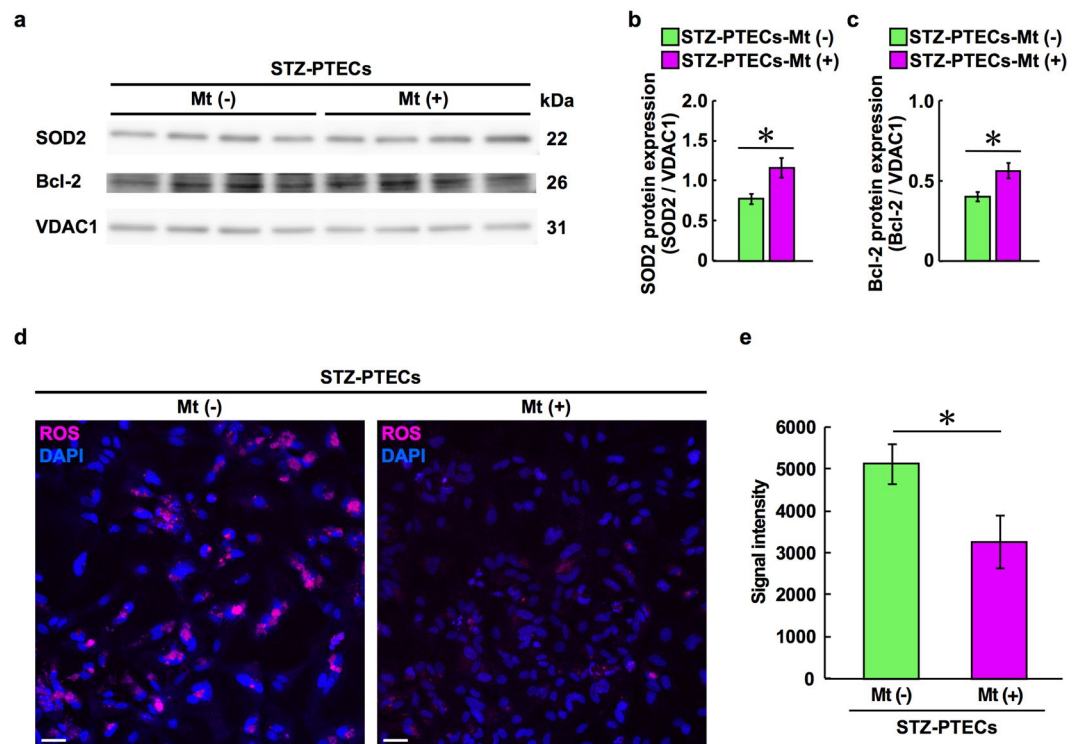 a
STZ-PTECs
Mt (-) Mt (+) kDa
SOD2 22
Bcl-2 26
VDAC1 31
b
STZ-PTECs-Mt (-)
STZ-PTECs-Mt (+)
SOD2 protein expression
(SOD2 / VDAC1)
2.0
1.5
1.0
0.5
0
*
c
STZ-PTECs-Mt (-)
STZ-PTECs-Mt (+)
Bcl-2 protein expression
(Bcl-2 / VDAC1)
1.0
0.5
0
*
d
STZ-PTECs
Mt (-) Mt (+)
ROS
DAPI
ROS
DAPI
e
Signal intensity
6000
5000
4000
3000
2000
1000
0
*
Mt (-) Mt (+)
STZ-PTECs